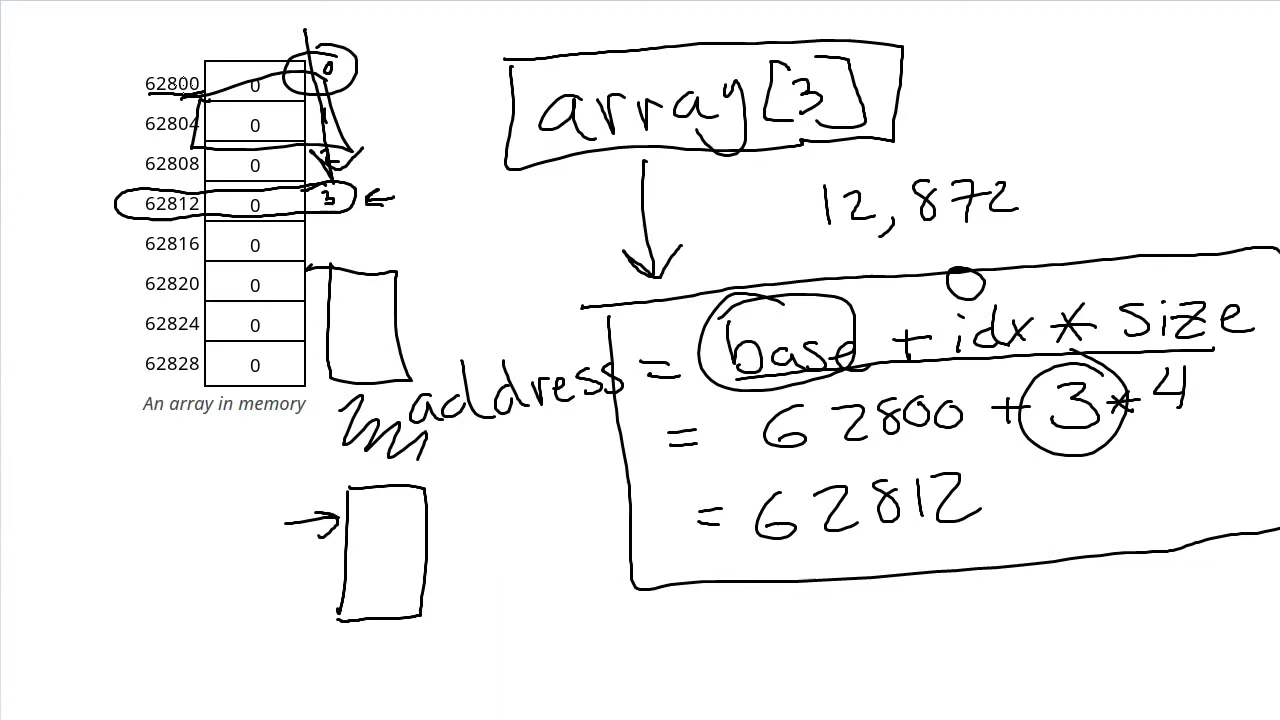 62800 0 0
62804 0
62808 0
62812 0 3
62816 0
62820 0
62824 0
62828 0
An array in memory
array[3]
12,872
address = base + idx * size
= 62800 + 3 * 4
= 62812